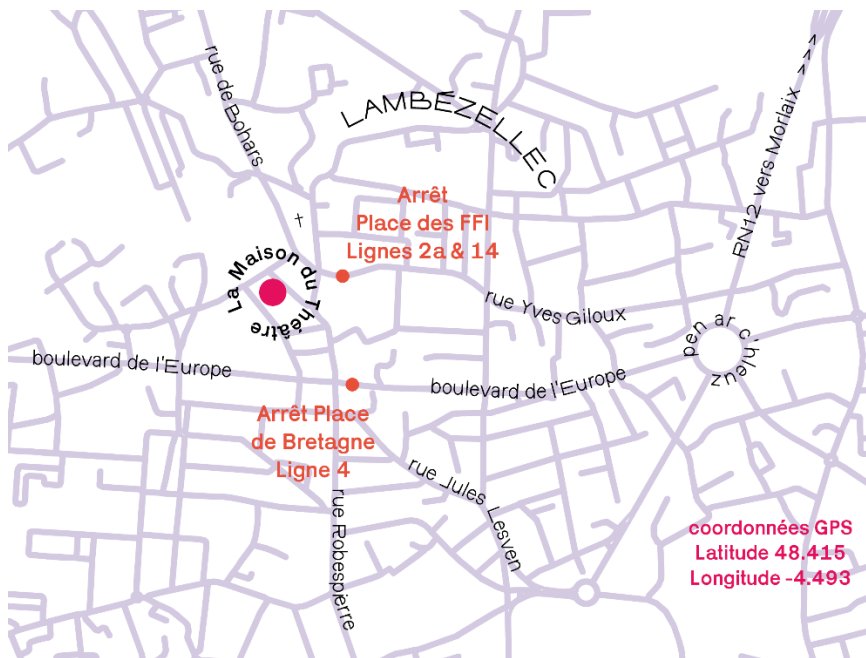 rue de Bohars
LAMBÉZELLEC
RN12 vers Morlaix >>>
Arrêt
Place des FFI
Lignes 2a & 14
La Maison du Théâtre
rue Yves Giloux
pen ar c'hleuz
boulevard de l'Europe
boulevard de l'Europe
Arrêt Place
de Bretagne
Ligne 4
rue Jules Lesven
rue Robespierre
coordonnées GPS
Latitude 48.415
Longitude -4.493